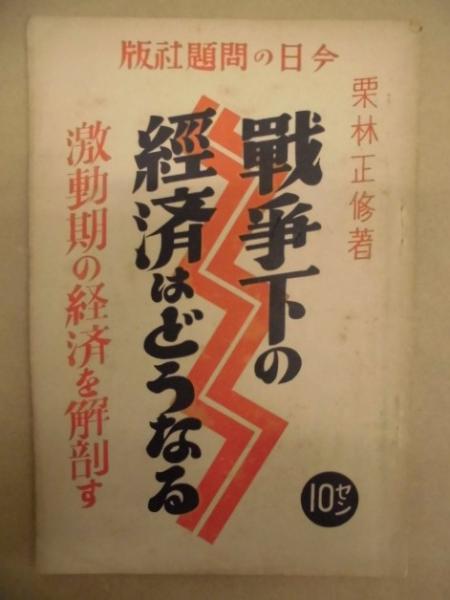 版社題問の日今
栗林正修著
戰爭下の
經済はどうなる
激動期の経済を解剖す
10セン